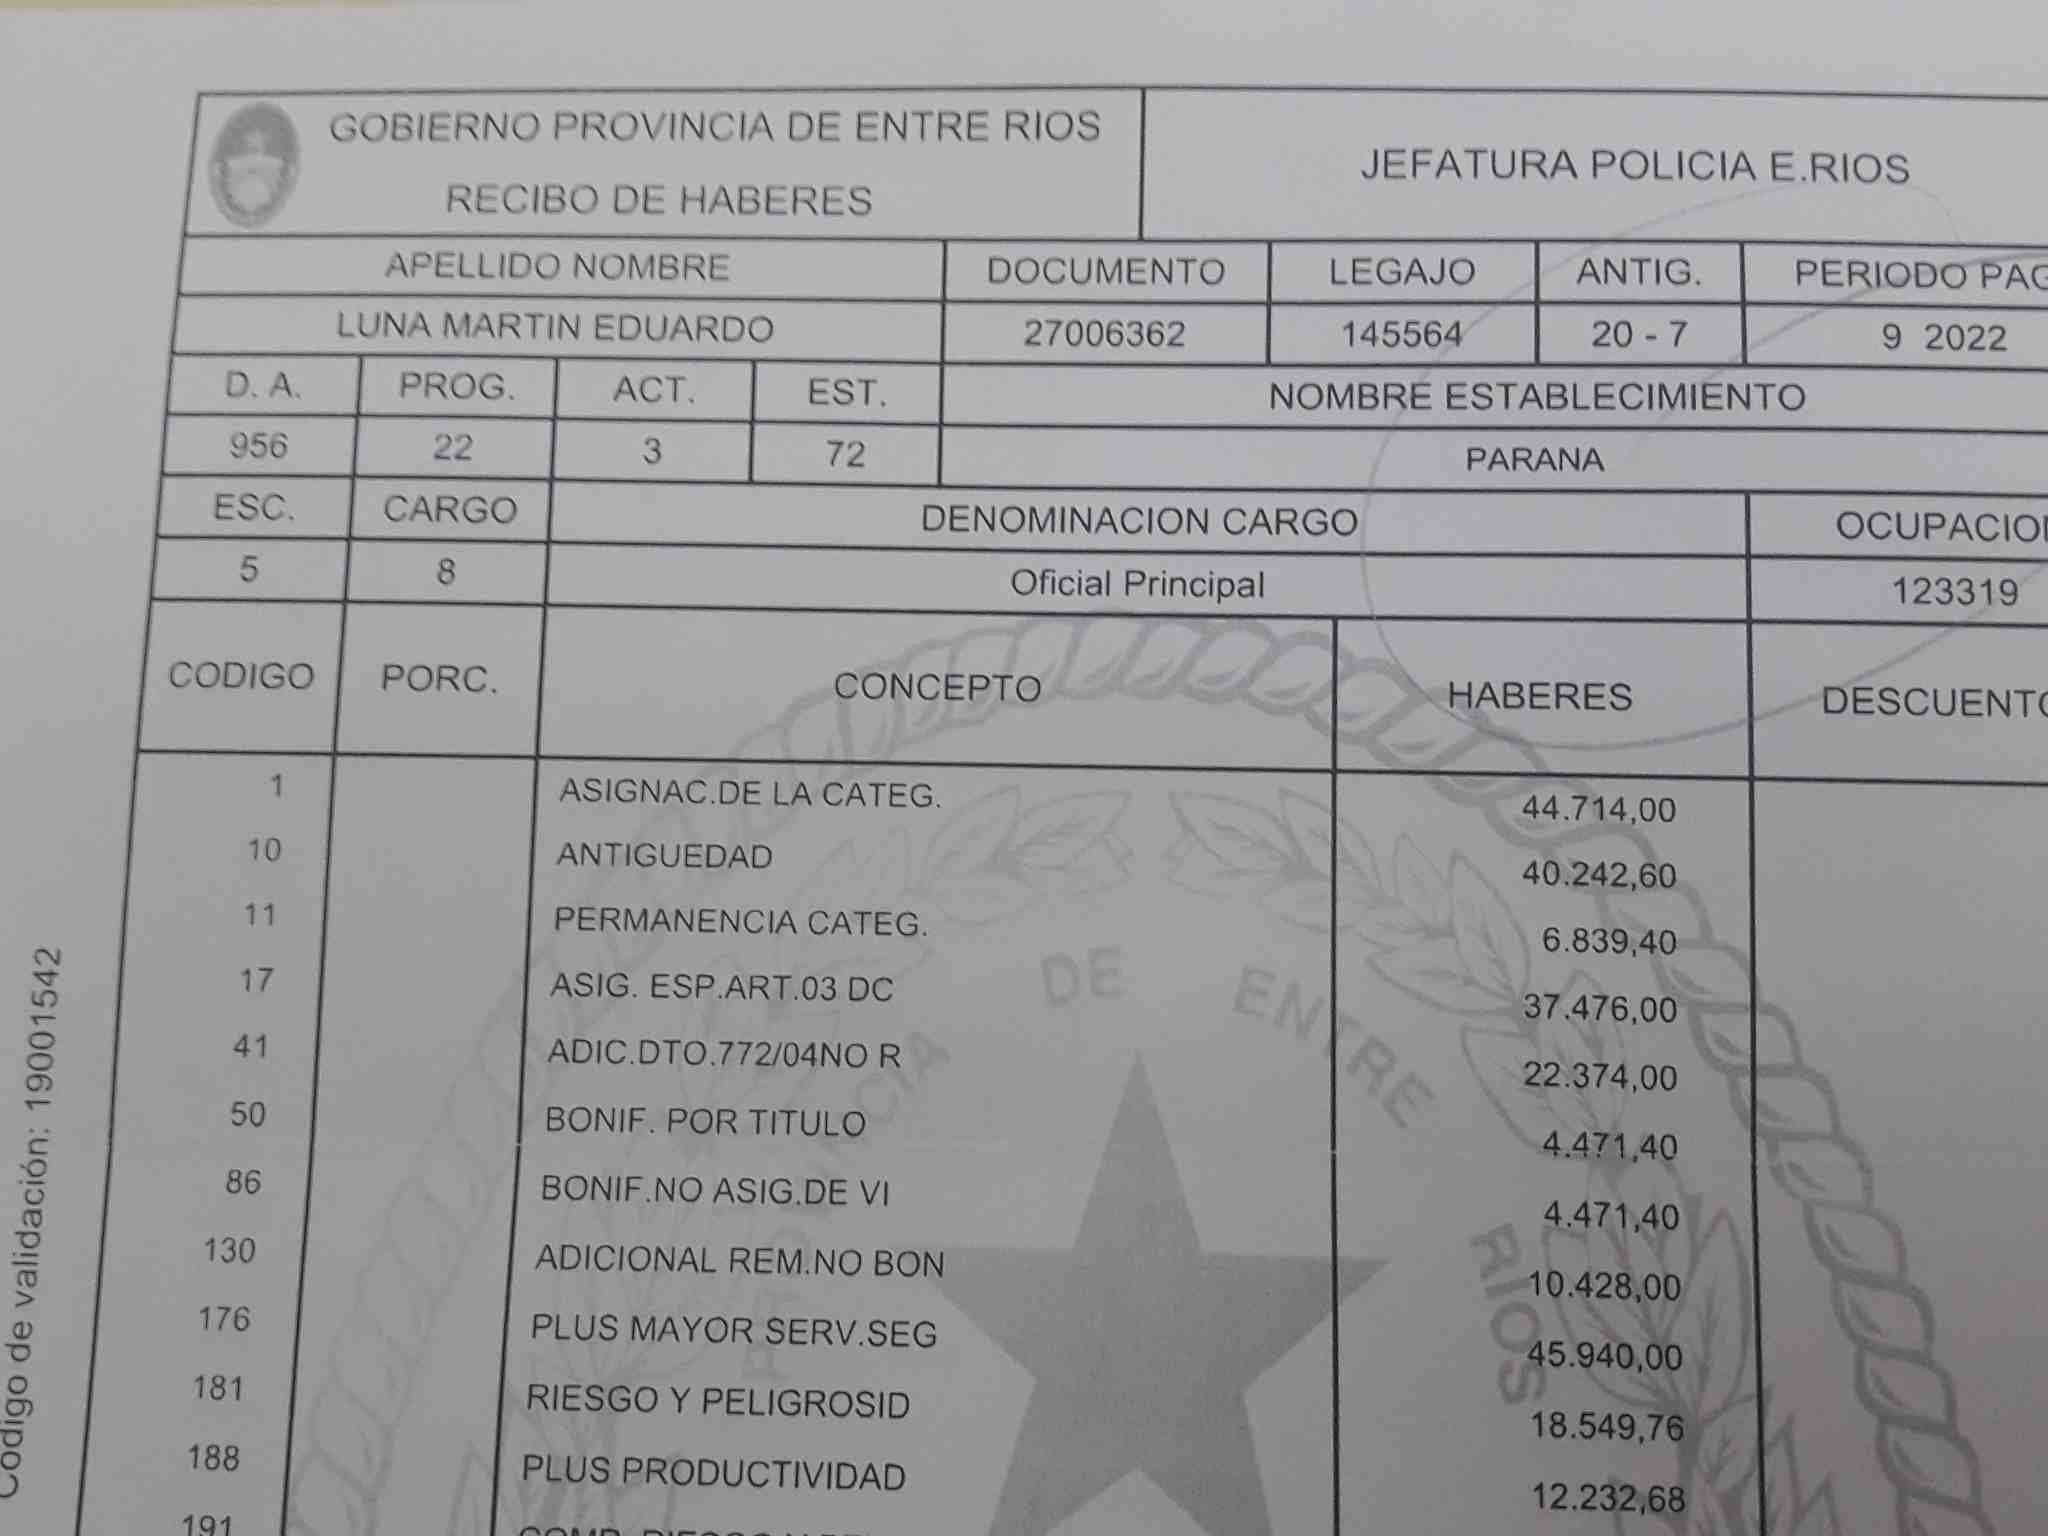 GOBIERNO PROVINCIA DE ENTRE RIOS
RECIBO DE HABERES
JEFATURA POLICIA E.RIOS
APELLIDO NOMBRE DOCUMENTO LEGAJO ANTIG. PERIODO PAG
LUNA MARTIN EDUARDO 27006362 145564 20 - 7 9 2022
D. A. PROG. ACT. EST. NOMBRE ESTABLECIMIENTO
956 22 3 72 PARANA
ESC. CARGO DENOMINACION CARGO OCUPACION
5 8 Oficial Principal 123319
CODIGO PORC. CONCEPTO HABERES DESCUENTO
1 ASIGNAC.DE LA CATEG. 44.714,00
10 ANTIGUEDAD 40.242,60
11 PERMANENCIA CATEG. 6.839,40
17 ASIG. ESP.ART.03 DC 37.476,00
41 ADIC.DTO.772/04NO R 22.374,00
50 BONIF. POR TITULO 4.471,40
86 BONIF.NO ASIG.DE VI 4.471,40
130 ADICIONAL REM.NO BON 10.428,00
176 PLUS MAYOR SERV.SEG 45.940,00
181 RIESGO Y PELIGROSID 18.549,76
188 PLUS PRODUCTIVIDAD 12.232,68
191
Codigo de validación: 19001542
PROVINCIA DE ENTRE RIOS